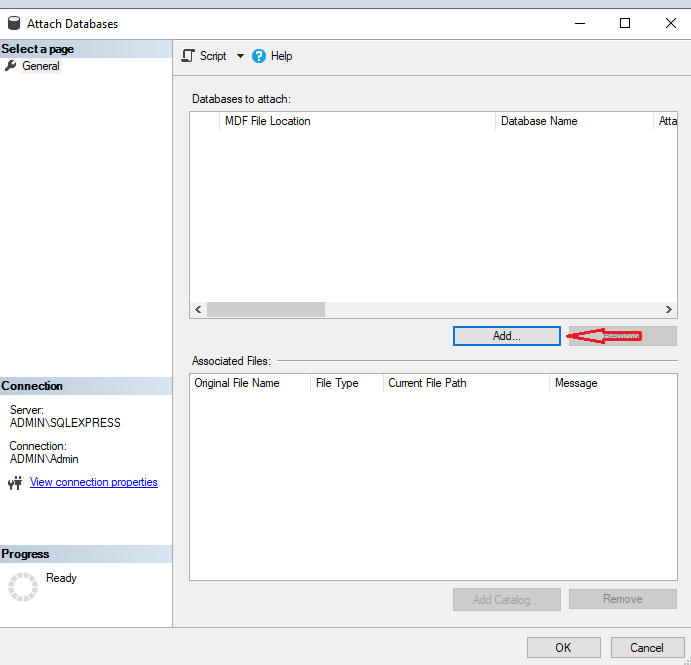 Attach Databases
Select a page
General
Script
Help
Databases to attach:
MDF File Location Database Name Atta
Add... Remove
Associated Files:
Original File Name File Type Current File Path Message
Connection
Server:
ADMIN\SQLEXPRESS
Connection:
ADMIN\Admin
View connection properties
Progress
Ready
Add Catalog... Remove
OK Cancel